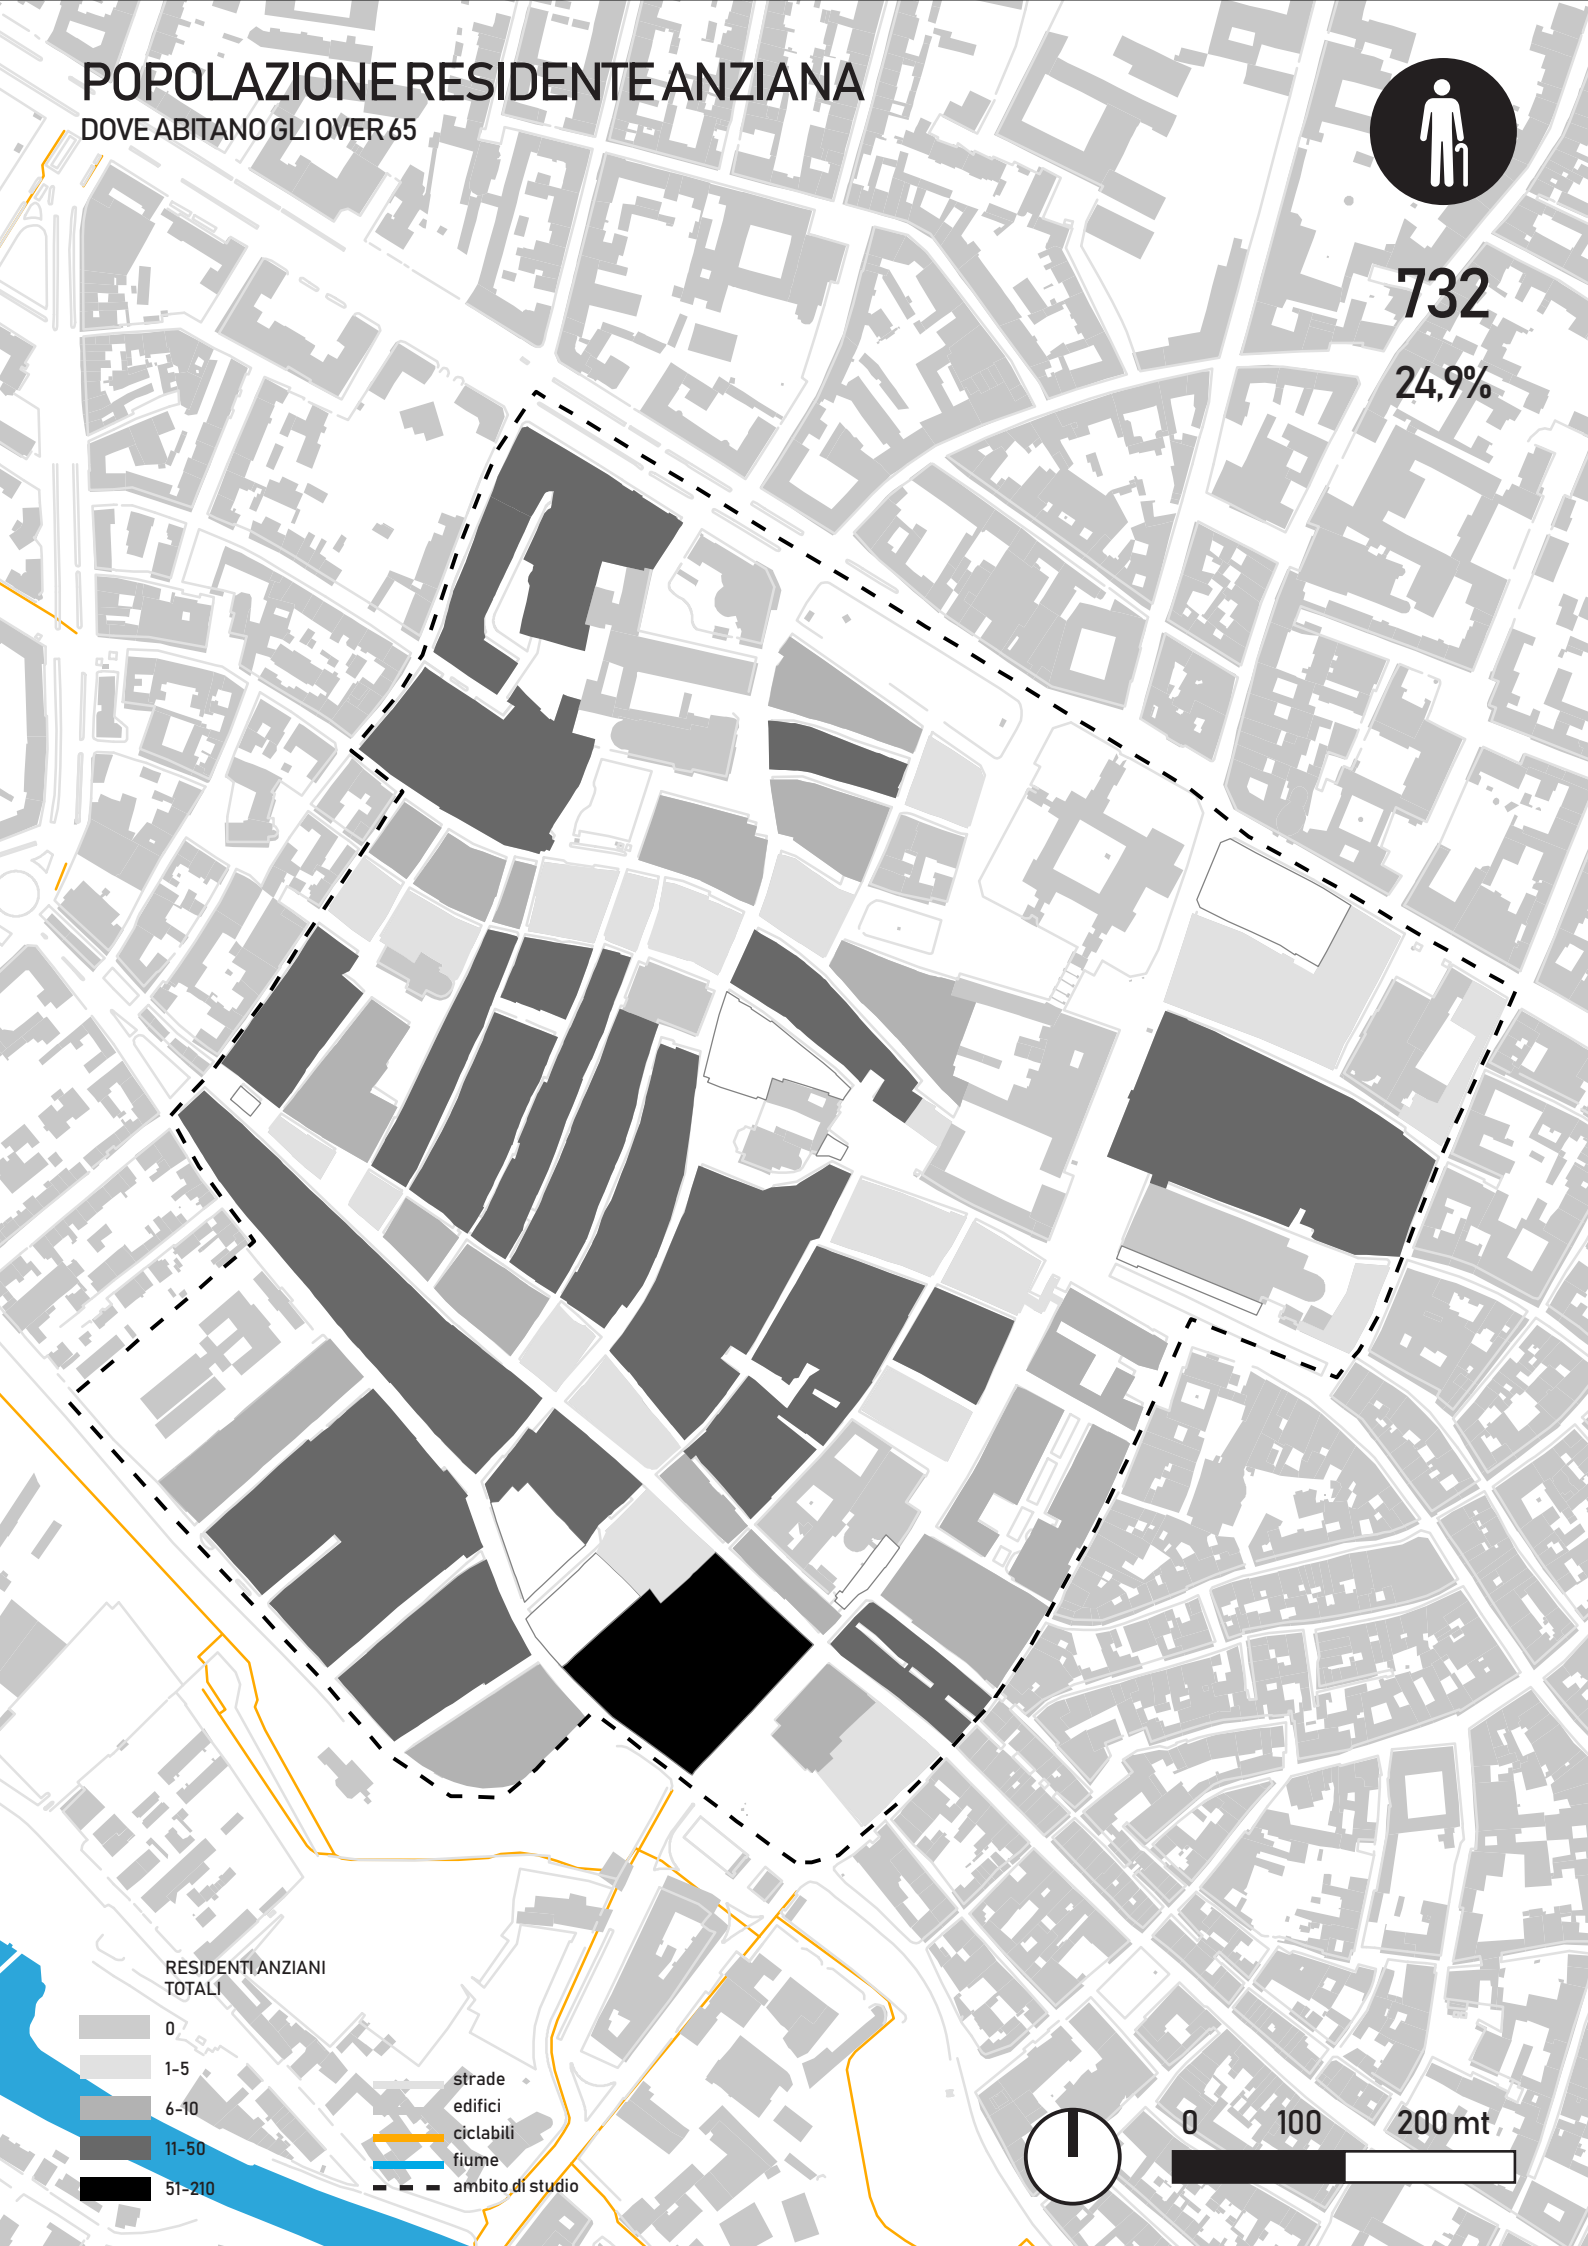 POPOLAZIONE RESIDENTE ANZIANA
DOVE ABITANO GLI OVER 65
732
24,9%
RESIDENTI ANZIANI
TOTALI
0
1-5
6-10
11-50
51-210
strade
edifici
ciclabili
fiume
ambito di studio
0 100 200 mt